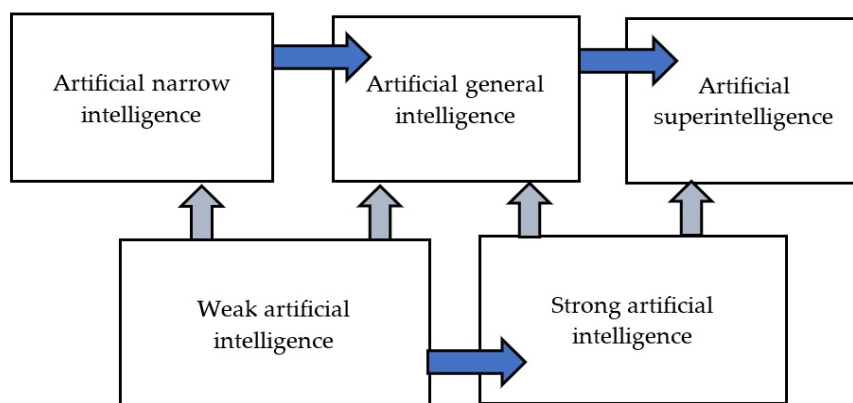 Artificial narrow
intelligence
Artificial general
intelligence
Artificial
superintelligence
Weak artificial
intelligence
Strong artificial
intelligence